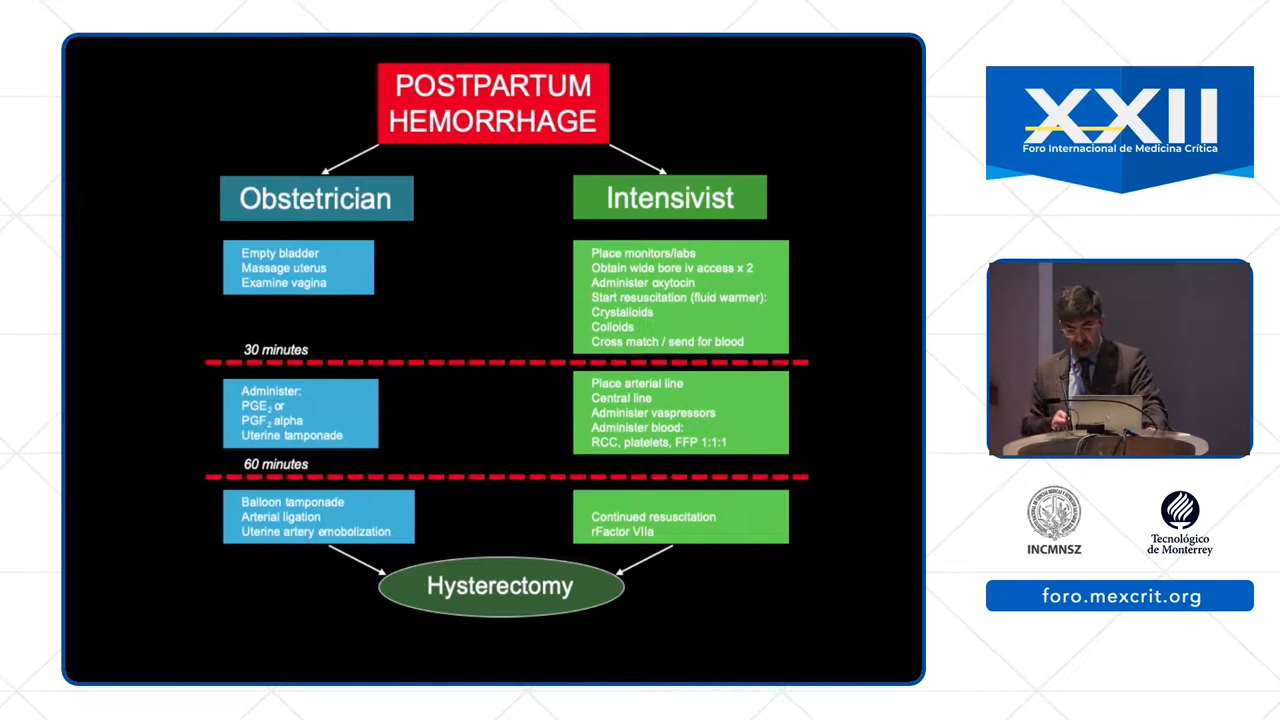 POSTPARTUM
HEMORRHAGE
Obstetrician
Intensivist
Empty bladder
Massage uterus
Examine vagina
Place monitors/labs
Obtain wide bore iv access x 2
Administer oxytocin
Start resuscitation (fluid warmer):
Crystalloids
Colloids
Cross match / send for blood
30 minutes
Administer:
PGE2 or
PGF2 alpha
Uterine tamponade
Place arterial line
Central line
Administer vaspressors
Administer blood:
RCC, platelets, FFP 1:1:1
60 minutes
Balloon tamponade
Arterial ligation
Uterine artery emobolization
Continued resuscitation
rFactor VIIa
Hysterectomy
XXII
Foro Internacional de Medicina Crítica
INCMNSZ
Tecnológico
de Monterrey
foro.mexcrit.org